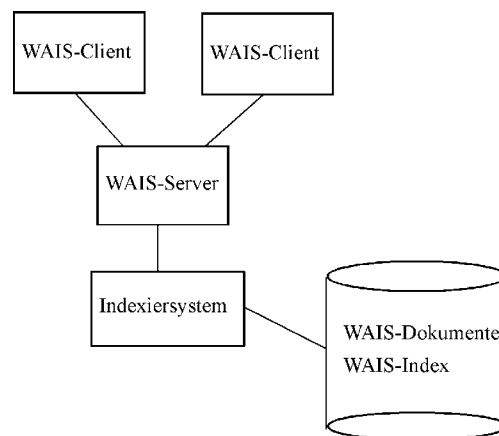 WAIS-Client
WAIS-Client
WAIS-Server
Indexiersystem
WAIS-Dokumente
WAIS-Index